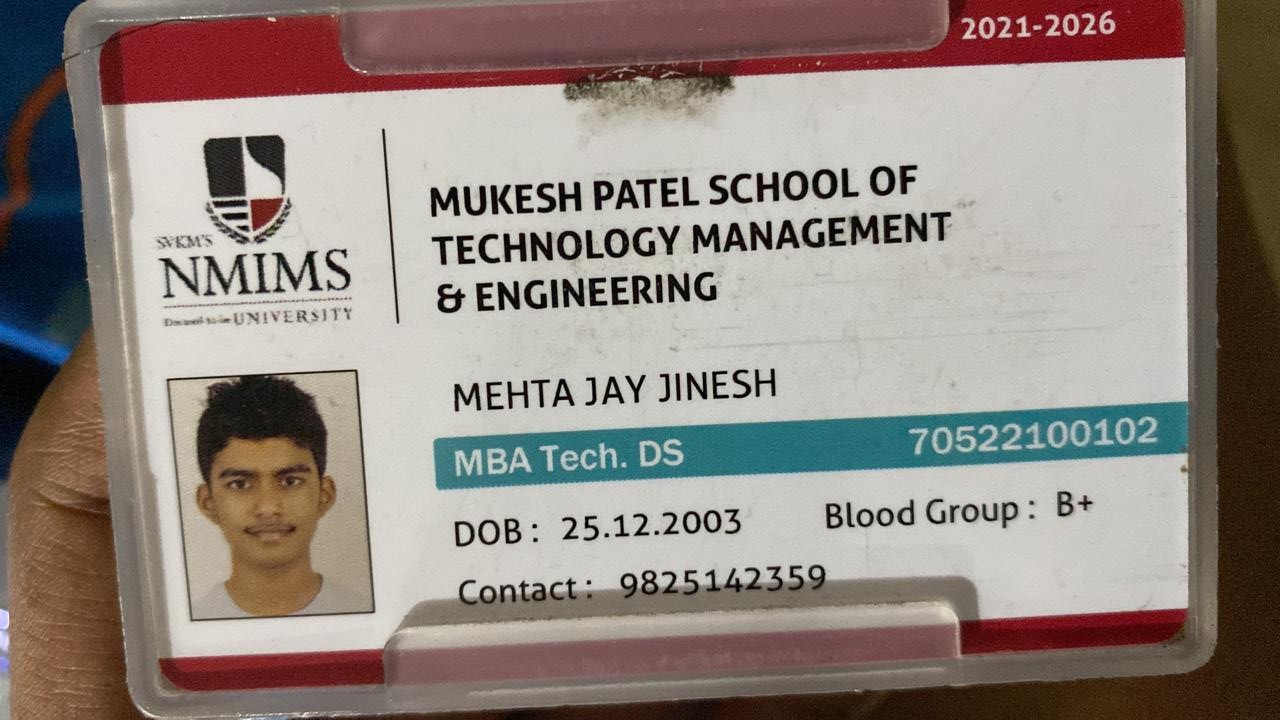 2021-2026
SVKM'S
NMIMS
Deemed-to-be UNIVERSITY
MUKESH PATEL SCHOOL OF
TECHNOLOGY MANAGEMENT
& ENGINEERING
MEHTA JAY JINESH
MBA Tech. DS 70522100102
DOB : 25.12.2003 Blood Group : B+
Contact : 9825142359